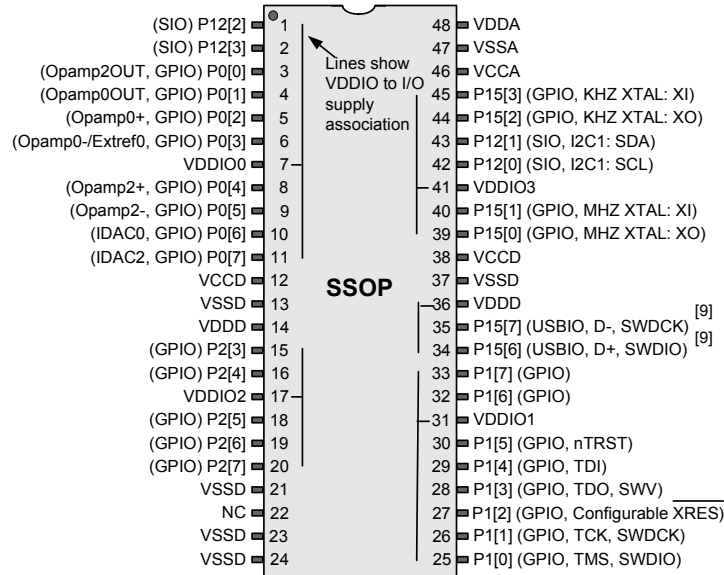 (SIO) P12[2] 1 48 VDDA
(SIO) P12[3] 2 47 VSSA
(Opamp2OUT, GPIO) P0[0] 3 46 VCCA
(Opamp0OUT, GPIO) P0[1] 4 45 P15[3] (GPIO, KHZ XTAL: XI)
(Opamp0+, GPIO) P0[2] 5 44 P15[2] (GPIO, KHZ XTAL: XO)
(Opamp0-/Extref0, GPIO) P0[3] 6 43 P12[1] (SIO, I2C1: SDA)
VDDIO0 7 42 P12[0] (SIO, I2C1: SCL)
(Opamp2+, GPIO) P0[4] 8 41 VDDIO3
(Opamp2-, GPIO) P0[5] 9 40 P15[1] (GPIO, MHZ XTAL: XI)
(IDAC0, GPIO) P0[6] 10 39 P15[0] (GPIO, MHZ XTAL: XO)
(IDAC2, GPIO) P0[7] 11 38 VCCD
VCCD 12 37 VSSD
VSSD 13 36 VDDD
VDDD 14 35 P15[7] (USBIO, D-, SWDCK) [9]
(GPIO) P2[3] 15 34 P15[6] (USBIO, D+, SWDIO) [9]
(GPIO) P2[4] 16 33 P1[7] (GPIO)
VDDIO2 17 32 P1[6] (GPIO)
(GPIO) P2[5] 18 31 VDDIO1
(GPIO) P2[6] 19 30 P1[5] (GPIO, nTRST)
(GPIO) P2[7] 20 29 P1[4] (GPIO, TDI)
VSSD 21 28 P1[3] (GPIO, TDO, SWV)
NC 22 27 P1[2] (GPIO, Configurable XRES)
VSSD 23 26 P1[1] (GPIO, TCK, SWDCK)
VSSD 24 25 P1[0] (GPIO, TMS, SWDIO)
Lines show
VDDIO to I/O
supply
association
SSOP